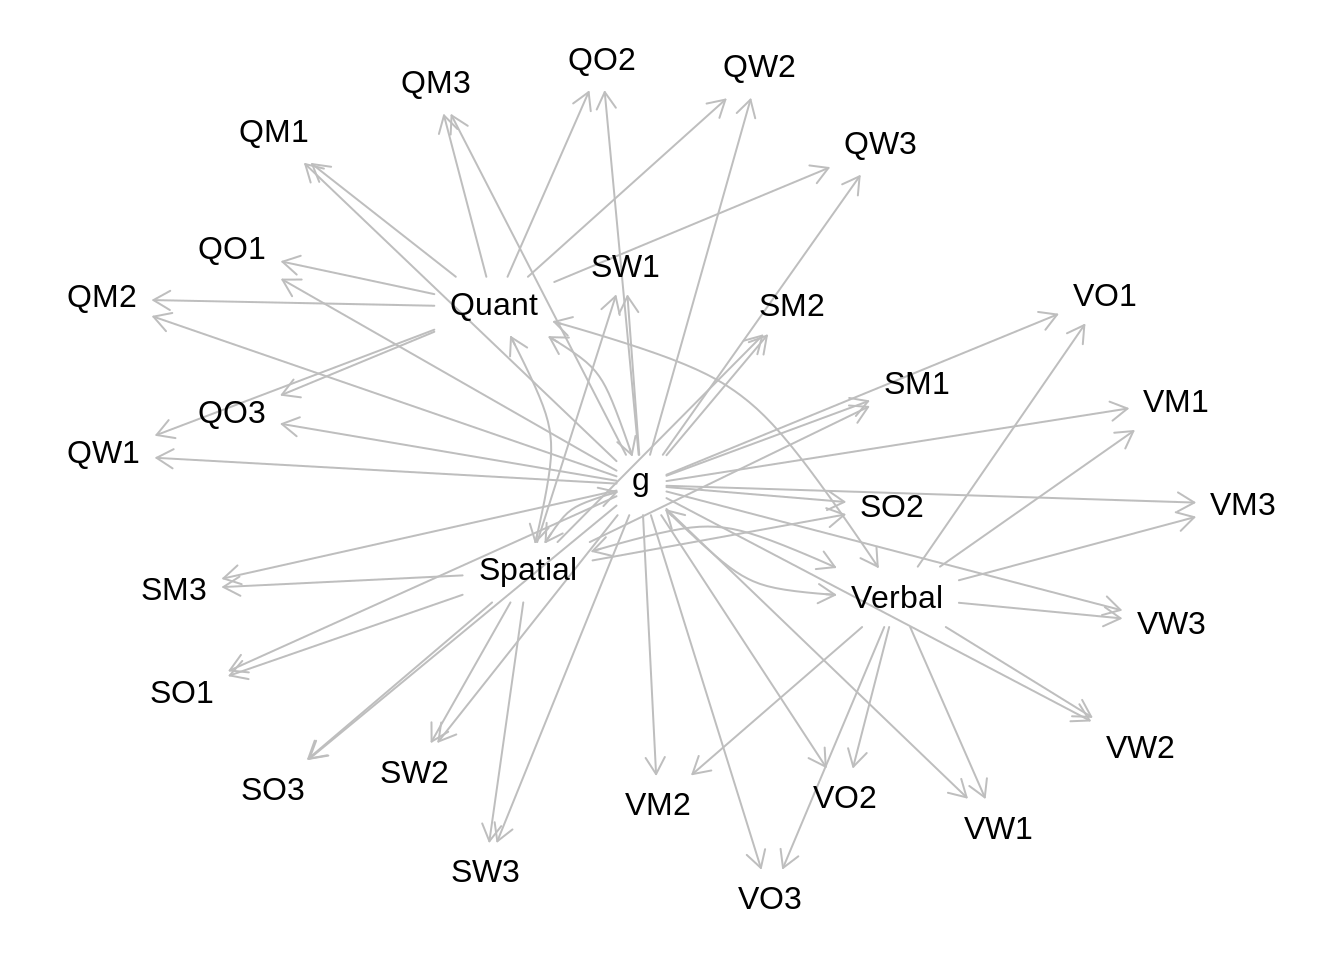 QO2
QW2
QM3
QM1
QW3
QO1
SW1
QM2
VO1
Quant
SM2
SM1
VM1
QO3
QW1
g
VM3
SO2
Spatial
SM3
Verbal
VW3
SO1
VW2
SW2
SO3
VO2
VM2
VW1
SW3
VO3